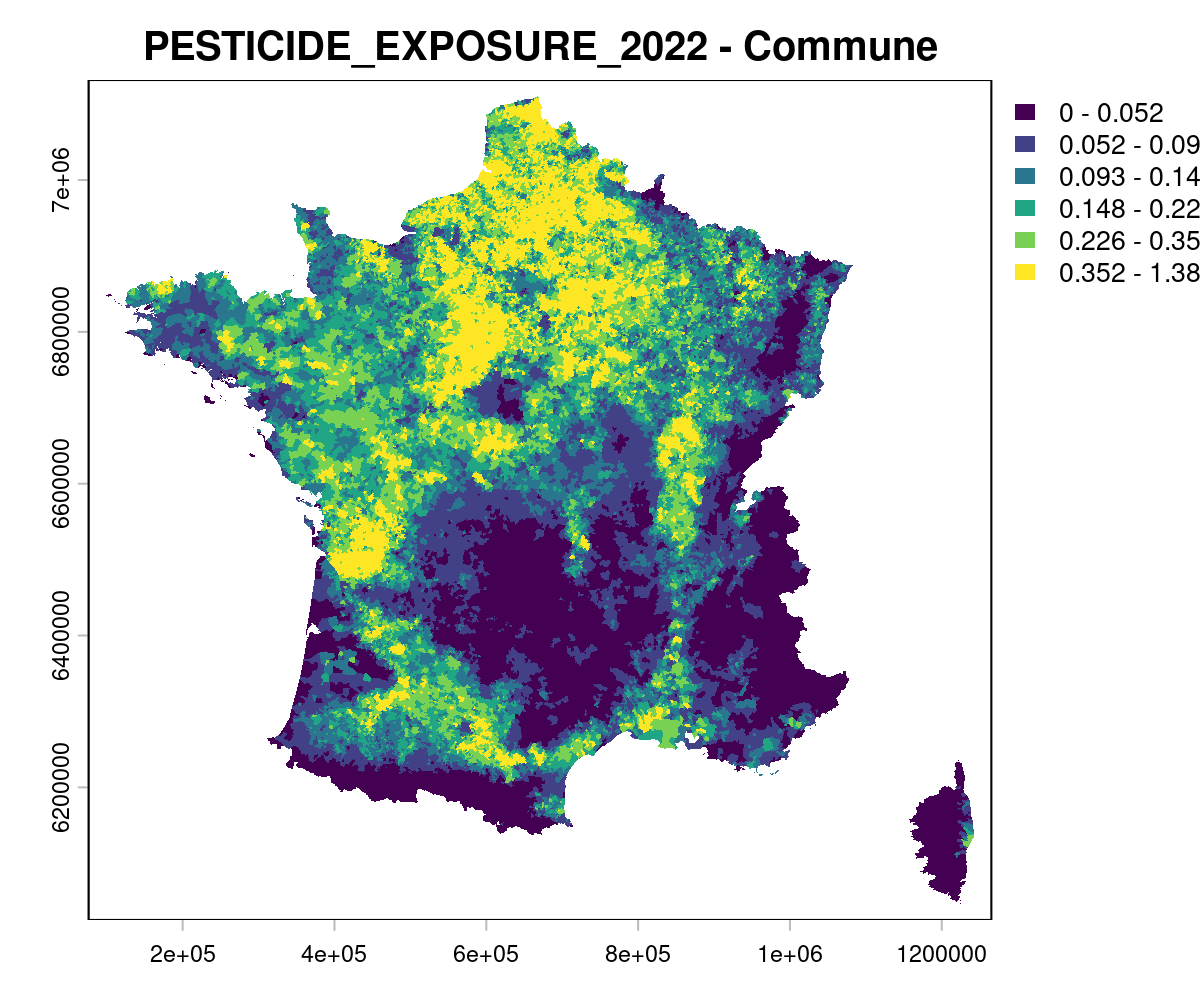 PESTICIDE_EXPOSURE_2022 - Commune
0 - 0.052
0.052 - 0.09
0.093 - 0.14
0.148 - 0.22
0.226 - 0.35
0.352 - 1.38
7e+06
6800000
6600000
6400000
6200000
2e+05
4e+05
6e+05
8e+05
1e+06
1200000